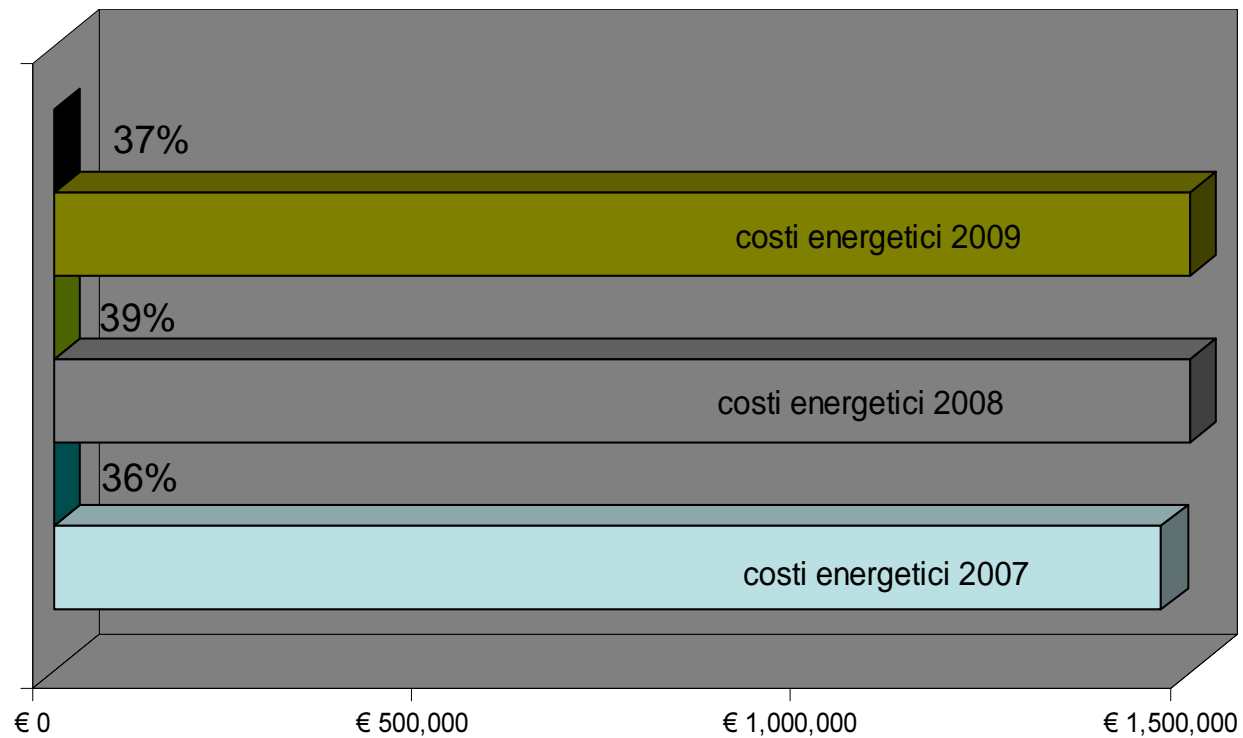 37%
costi energetici 2009
39%
costi energetici 2008
36%
costi energetici 2007
€ 0 € 500,000 € 1,000,000 € 1,500,000